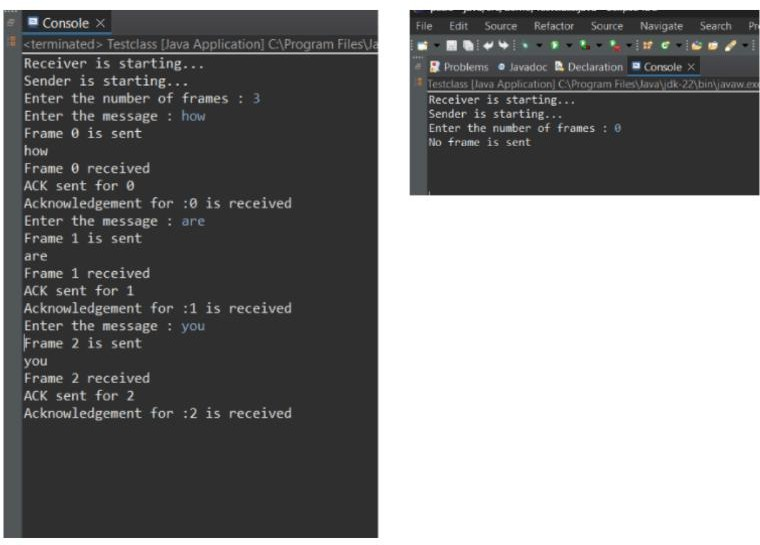 Console
<terminated> Testclass [Java Application] C:\Program Files\Ja
Receiver is starting...
Sender is starting...
Enter the number of frames : 3
Enter the message : how
Frame 0 is sent
how
Frame 0 received
ACK sent for 0
Acknowledgement for :0 is received
Enter the message : are
Frame 1 is sent
are
Frame 1 received
ACK sent for 1
Acknowledgement for :1 is received
Enter the message : you
Frame 2 is sent
you
Frame 2 received
ACK sent for 2
Acknowledgement for :2 is received
File Edit Source Refactor Source Navigate Search Pr
Problems Javadoc Declaration Console
Testclass [Java Application] C:\Program Files\Java\jdk-22\bin\javaw.exe
Receiver is starting...
Sender is starting...
Enter the number of frames : 0
No frame is sent